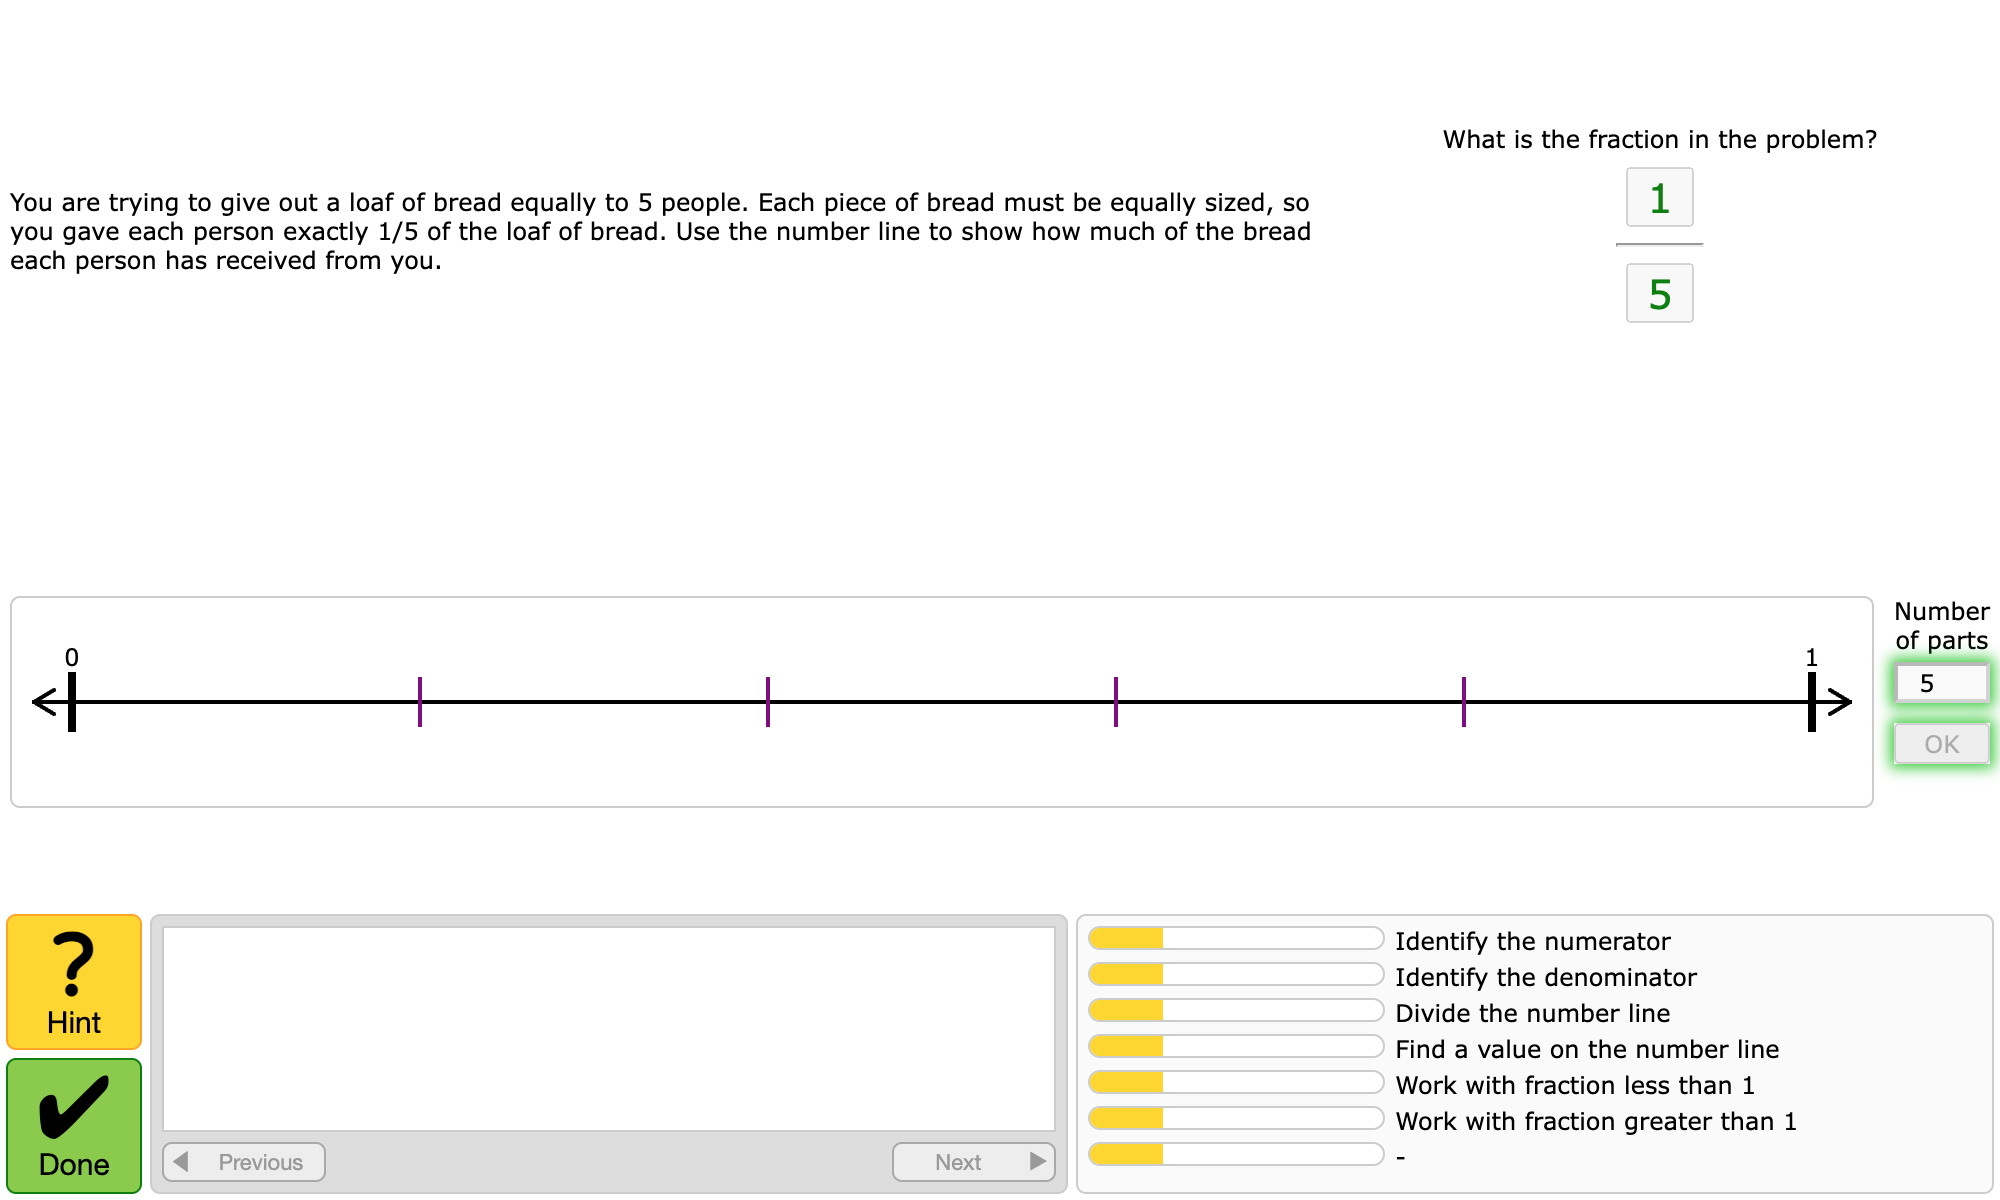 What is the fraction in the problem?
1
5
You are trying to give out a loaf of bread equally to 5 people. Each piece of bread must be equally sized, so
you gave each person exactly 1/5 of the loaf of bread. Use the number line to show how much of the bread
each person has received from you.
0
1
Number
of parts
5
OK
?
Hint
Done
Previous
Next
Identify the numerator
Identify the denominator
Divide the number line
Find a value on the number line
Work with fraction less than 1
Work with fraction greater than 1
-